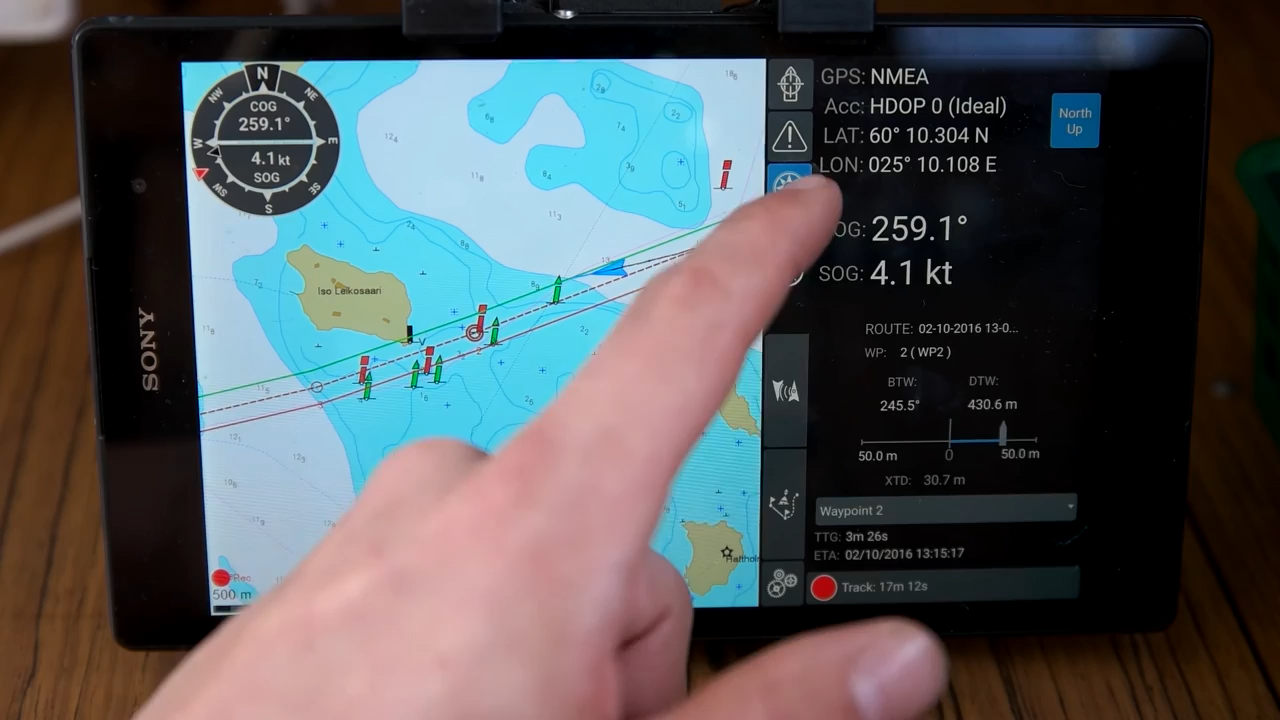 SONY
N
NE
E
SE
S
SW
W
NW
COG
259.1°
4.1 kt
SOG
Iso Leikosaari
Rec
500 m
GPS: NMEA
Acc: HDOP 0 (Ideal)
LAT: 60° 10.304 N
LON: 025° 10.108 E
North
Up
OG: 259.1°
SOG: 4.1 kt
ROUTE: 02-10-2016 13-0...
WP: 2 ( WP2 )
BTW: DTW:
245.5° 430.6 m
50.0 m 0 50.0 m
XTD: 30.7 m
Waypoint 2
TTG: 3m 26s
ETA: 02/10/2016 13:15:17
Track: 17m 12s